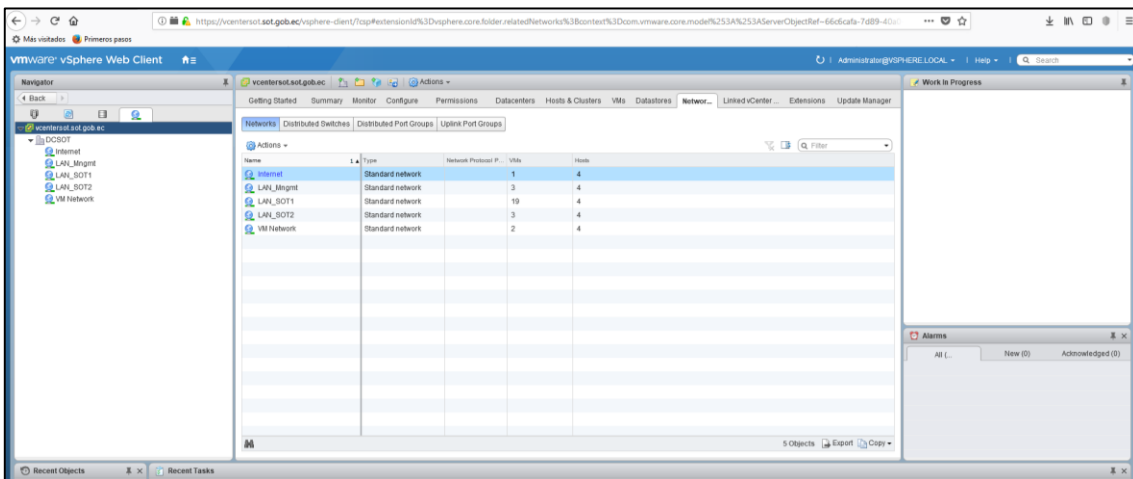 https://vcentersot.sot.gob.ec/vsphere-client/?csp#extensionId%3Dvsphere.core.folder.relatedNetworks%3Bcontext%3Dcom.vmware.core.model%253A%253AServerObjectRef~66c6cafa-7d89-40a
Más visitados Primeros pasos
vmware vSphere Web Client
Administrator@VSPHERE.LOCAL
Help
Search
Navigator
Back
vcentersot.sot.gob.ec
DCSOT
Internet
LAN_Mngmt
LAN_SOT1
LAN_SOT2
VM Network
vcentersot.sot.gob.ec Actions
Getting Started Summary Monitor Configure Permissions Datacenters Hosts & Clusters VMs Datastores Networ... Linked vCenter ... Extensions Update Manager
Networks Distributed Switches Distributed Port Groups Uplink Port Groups
Actions
Filter
Name 1 Type Network Protocol P... VMs Hosts
Internet Standard network 1 4
LAN_Mngmt Standard network 3 4
LAN_SOT1 Standard network 19 4
LAN_SOT2 Standard network 3 4
VM Network Standard network 2 4
5 Objects Export Copy
Work In Progress
Alarms
All (... New (0) Acknowledged (0)
Recent Objects
Recent Tasks